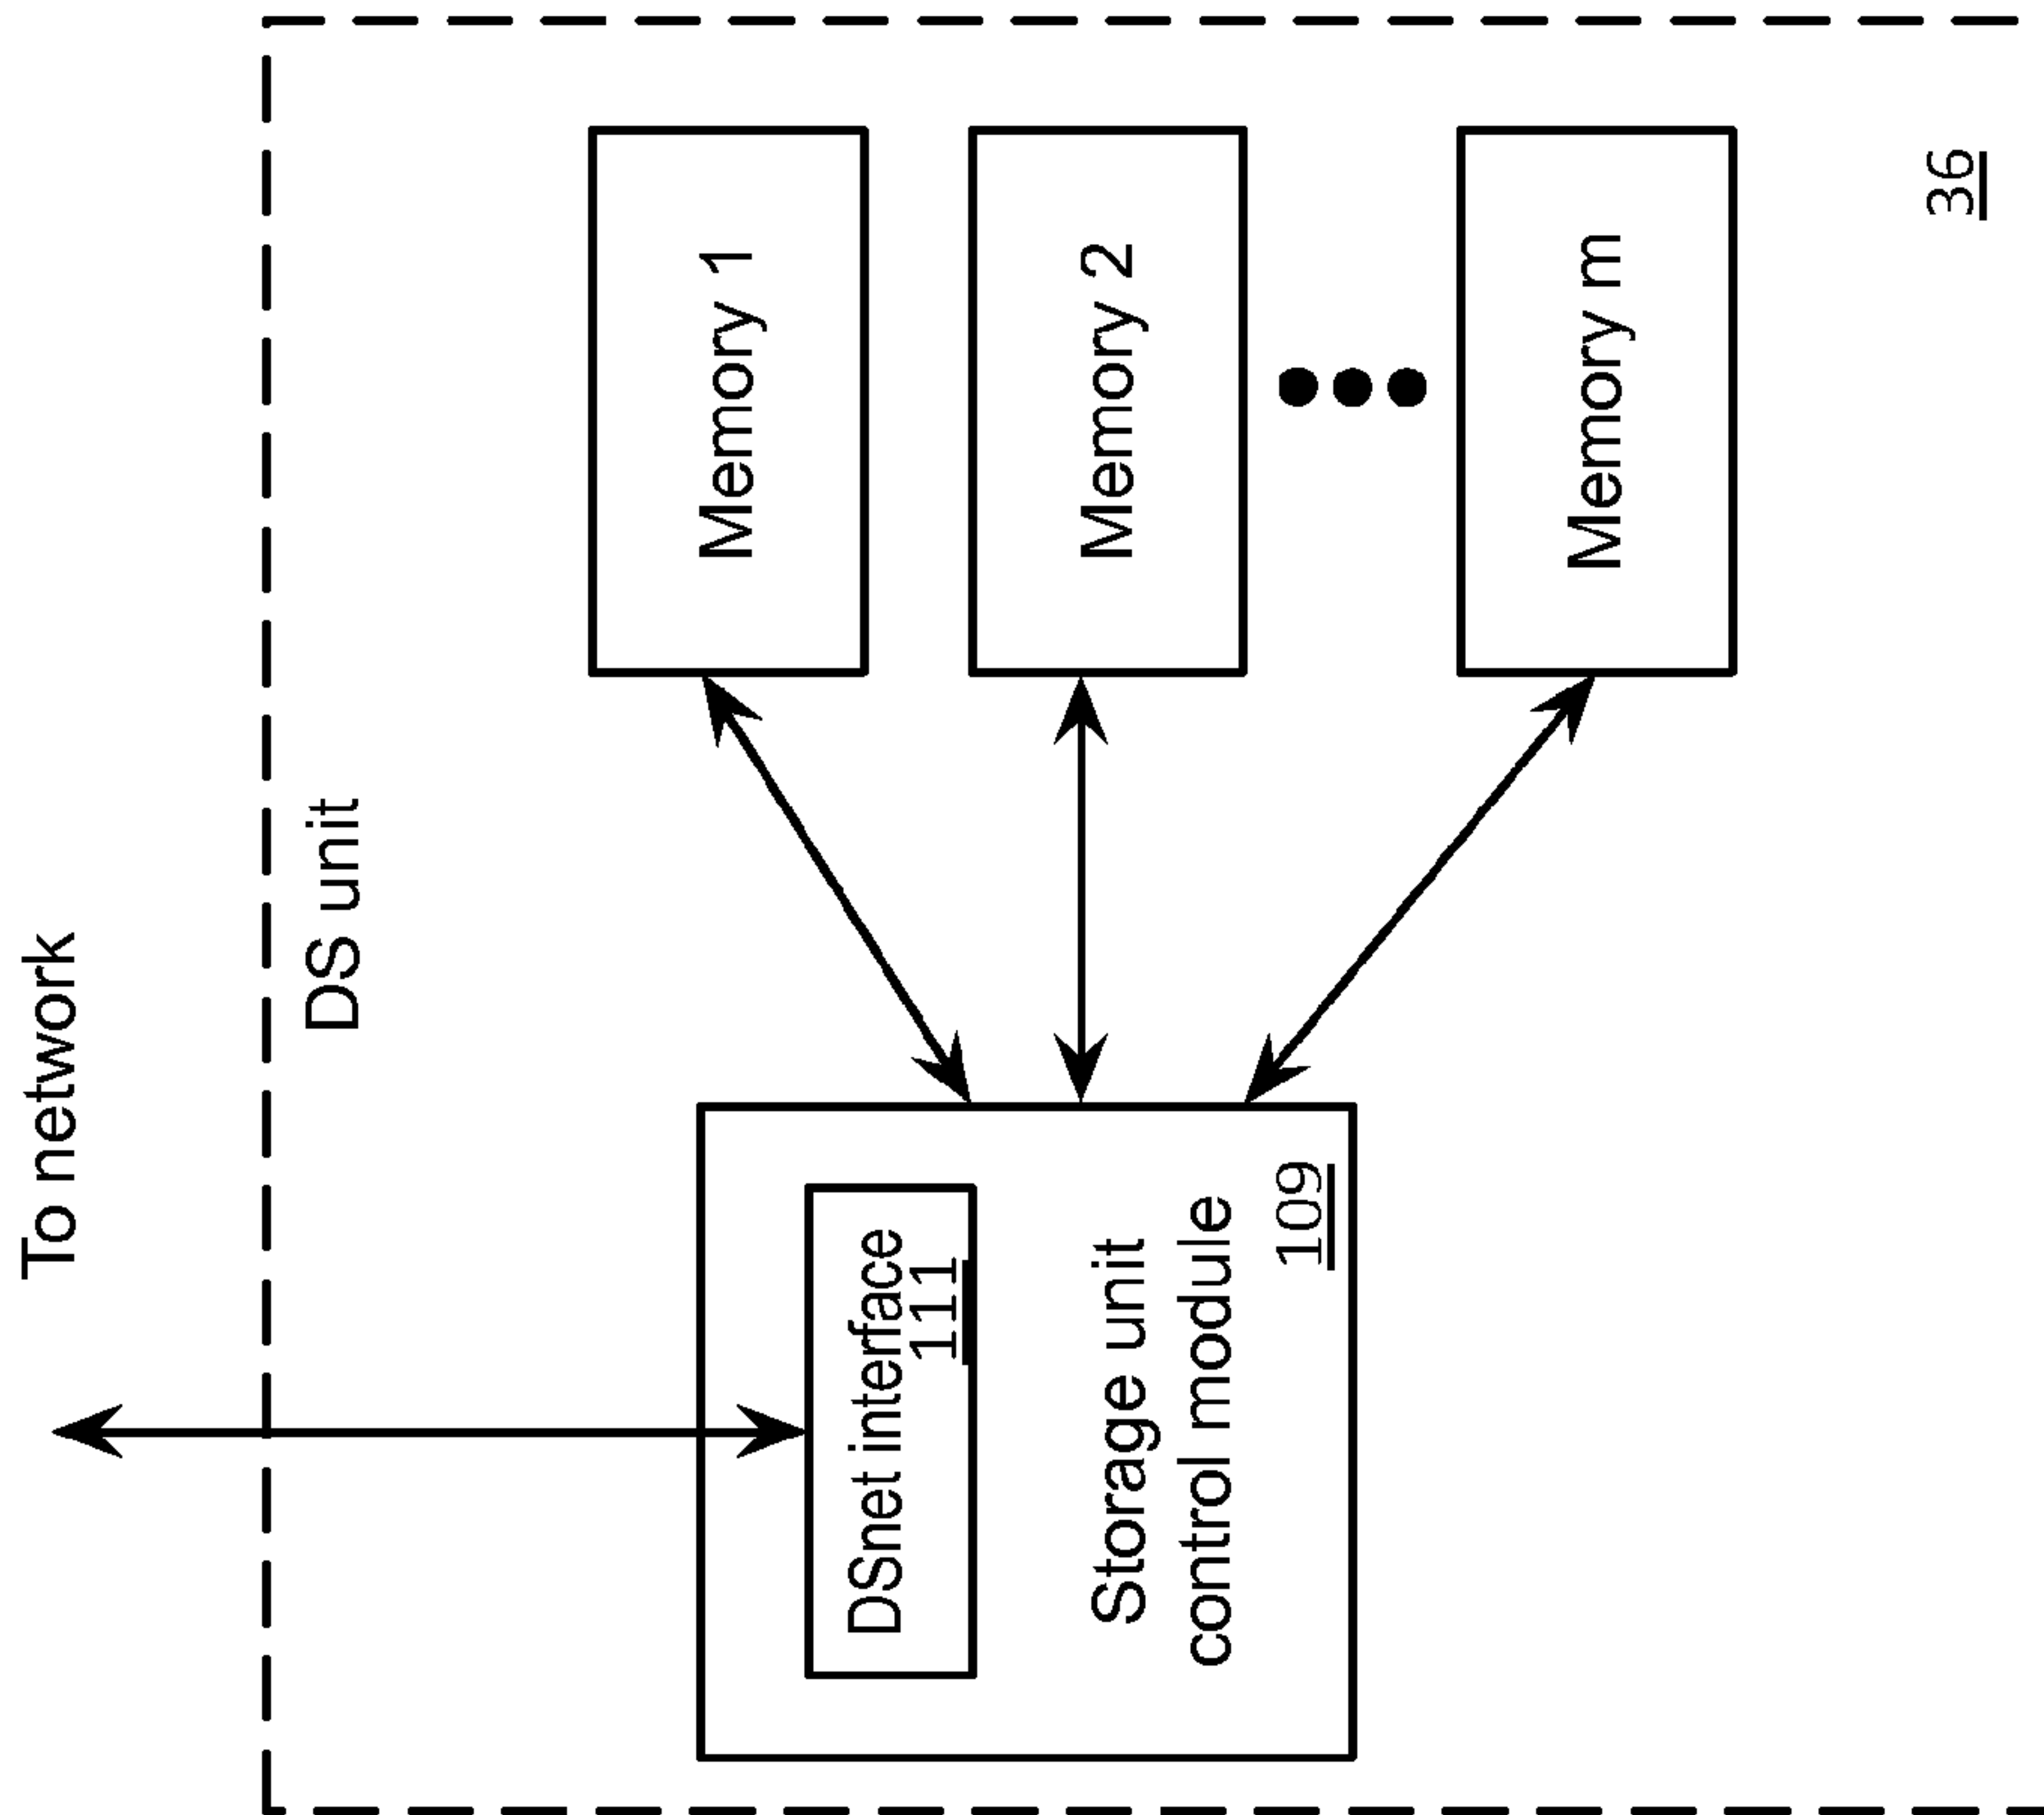 To network
DS unit
DSnet interface
111
Storage unit
control module
109
Memory 1
Memory 2
Memory m
36